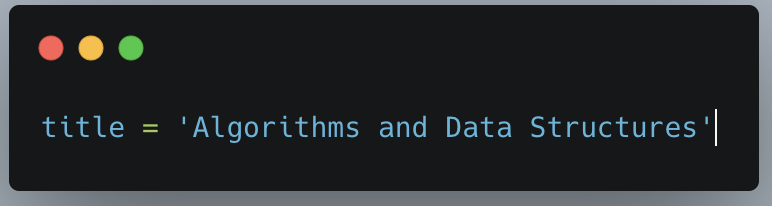 title = 'Algorithms and Data Structures'